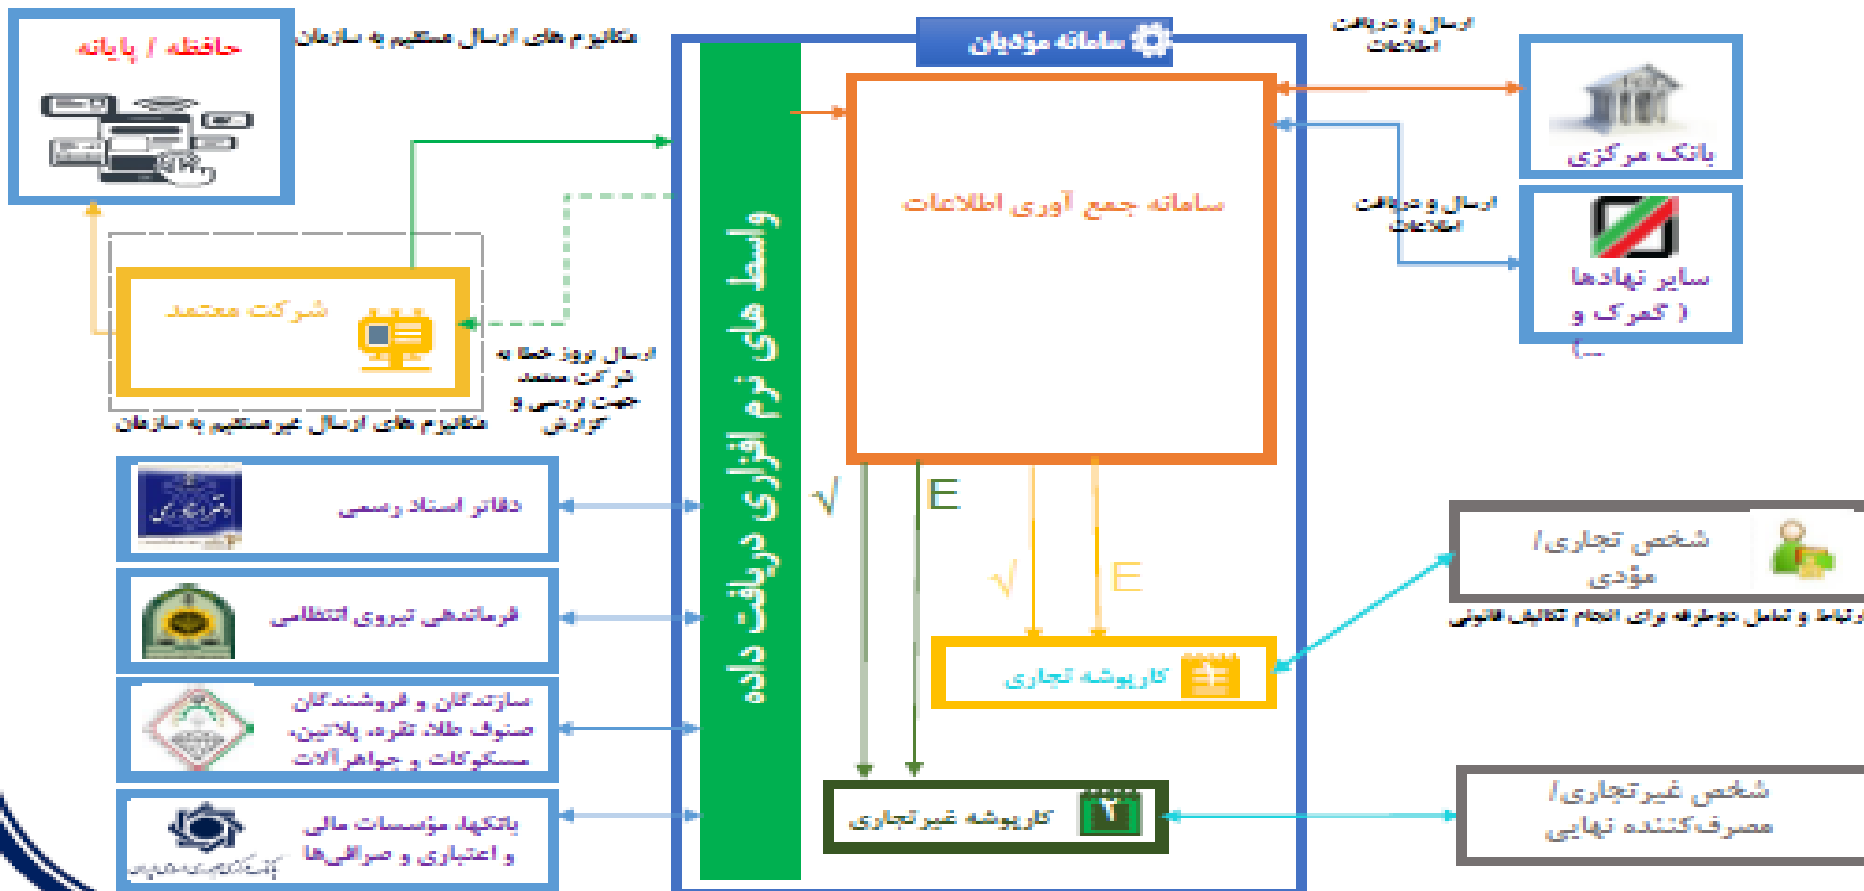 سامانه مؤدیان
ارسال و دریافت
اطلاعات
بانک مرکزی
ارسال و دریافت
اطلاعات
سایر نهادها
( گمرک و
...)
حافظه / پایانه
مکانیزم های ارسال مستقیم به سازمان
شرکت معتمد
ارسال بروز خطا به
شرکت معتمد
جهت بررسی و
گزارش
مکانیزم های ارسال غیرمستقیم به سازمان
واسط های نرم افزاری دریافت داده
سامانه جمع آوری اطلاعات
√
E
√
E
دفاتر اسناد رسمی
فرماندهی نیروی انتظامی
سازندگان و فروشندگان
صنوف طلا، نقره، پلاتین،
مسکوکات و جواهرآلات
بانکها، مؤسسات مالی
و اعتباری و صرافی‌ها
کارپوشه تجاری
۱
کارپوشه غیرتجاری
۲
شخص تجاری/
مؤدی
ارتباط و تعامل دوطرفه برای انجام تکالیف قانونی
شخص غیرتجاری/
مصرف‌کننده نهایی